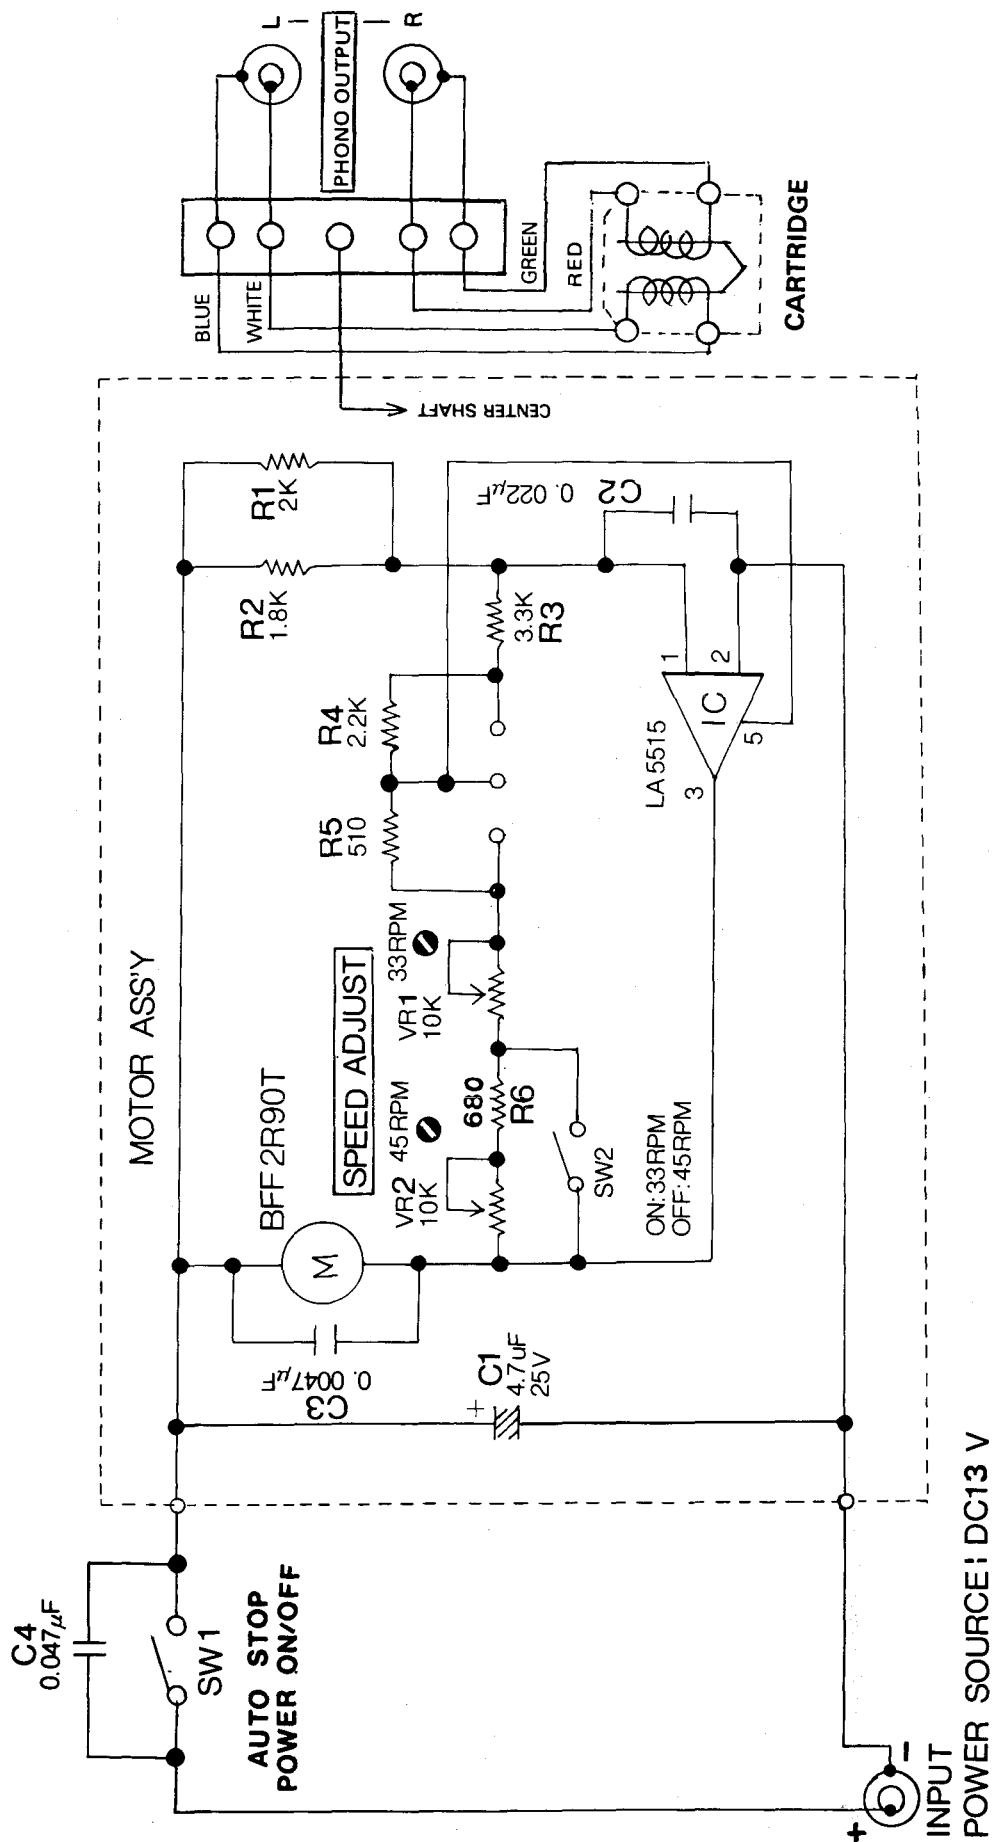 L — PHONO OUTPUT — R
BLUE
WHITE
GREEN
RED
CARTRIDGE
CENTER SHAFT
MOTOR ASS'Y
R1
2K
R2
1.8K
R3
3.3K
R4
2.2K
R5
510
C2
0.022µF
1
2
3
5
IC
LA5515
SPEED ADJUST
33RPM
VR1
10K
45RPM
VR2
10K
680
R6
SW2
ON:33RPM
OFF:45RPM
BFF2R90T
M
C3
0.0047µF
+
C1
4.7uF
25V
C4
0.047µF
SW1
AUTO STOP
POWER ON/OFF
+
-
INPUT
POWER SOURCE: DC13 V